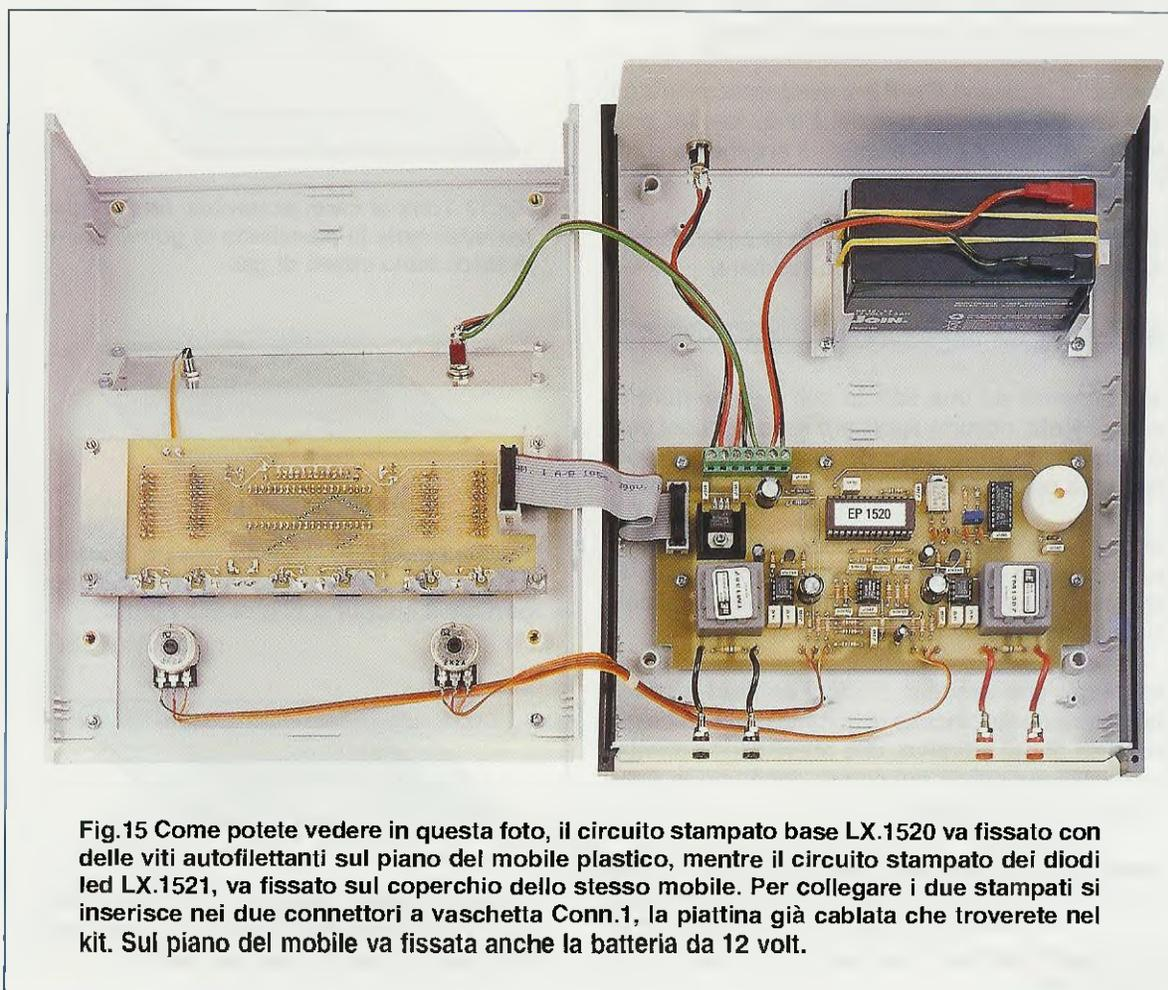 EP 1520
Fig.15 Come potete vedere in questa foto, il circuito stampato base LX.1520 va fissato con
delle viti autofilettanti sul piano del mobile plastico, mentre il circuito stampato dei diodi
led LX.1521, va fissato sul coperchio dello stesso mobile. Per collegare i due stampati si
inserisce nei due connettori a vaschetta Conn.1, la piattina già cablata che troverete nel
kit. Sul piano del mobile va fissata anche la batteria da 12 volt.